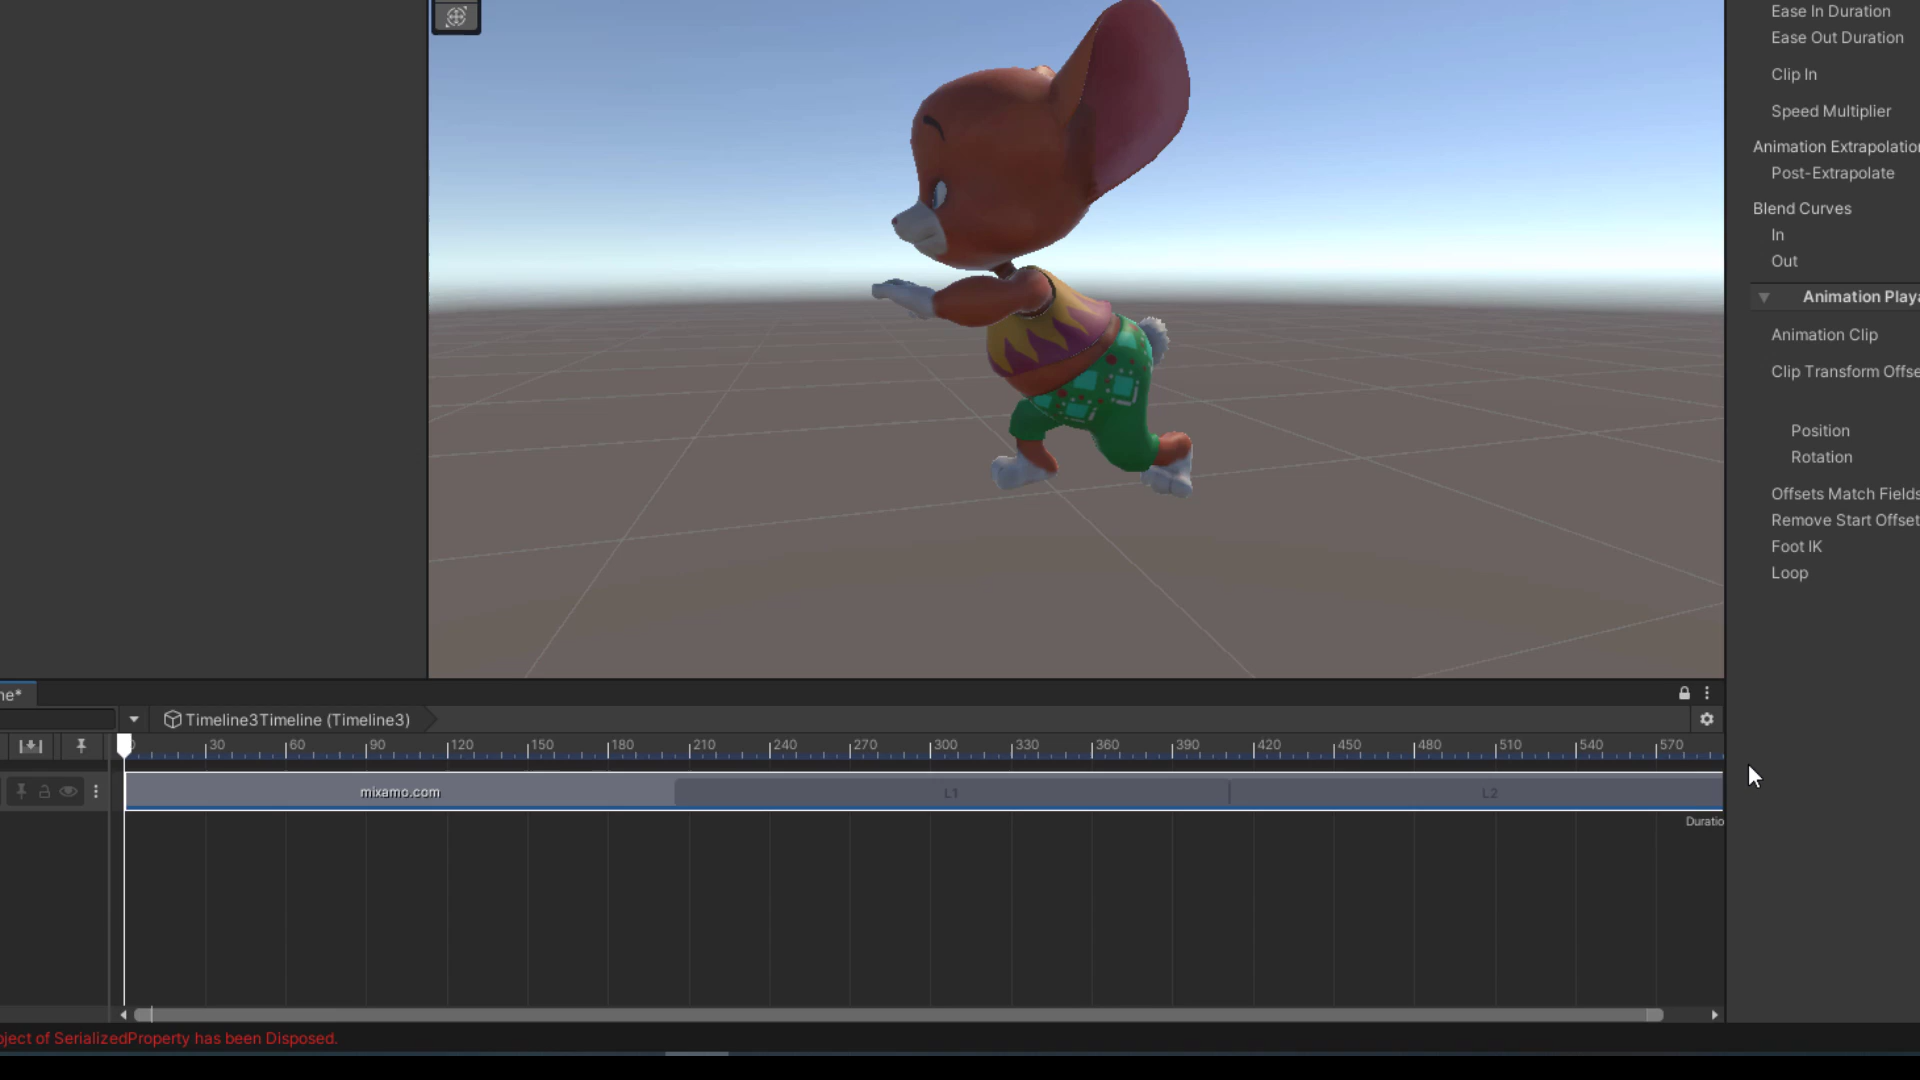 Ease In Duration
Ease Out Duration
Clip In
Speed Multiplier
Animation Extrapolation
Post-Extrapolate
Blend Curves
In
Out
Animation Playa
Animation Clip
Clip Transform Offse
Position
Rotation
Offsets Match Fields
Remove Start Offset
Foot IK
Loop
ne*
Timeline3Timeline (Timeline3)
30 60 90 120 150 180 210 240 270 300 330 360 390 420 450 480 510 540 570
mixamo.com L1 L2
Duratio
bject of SerializedProperty has been Disposed.